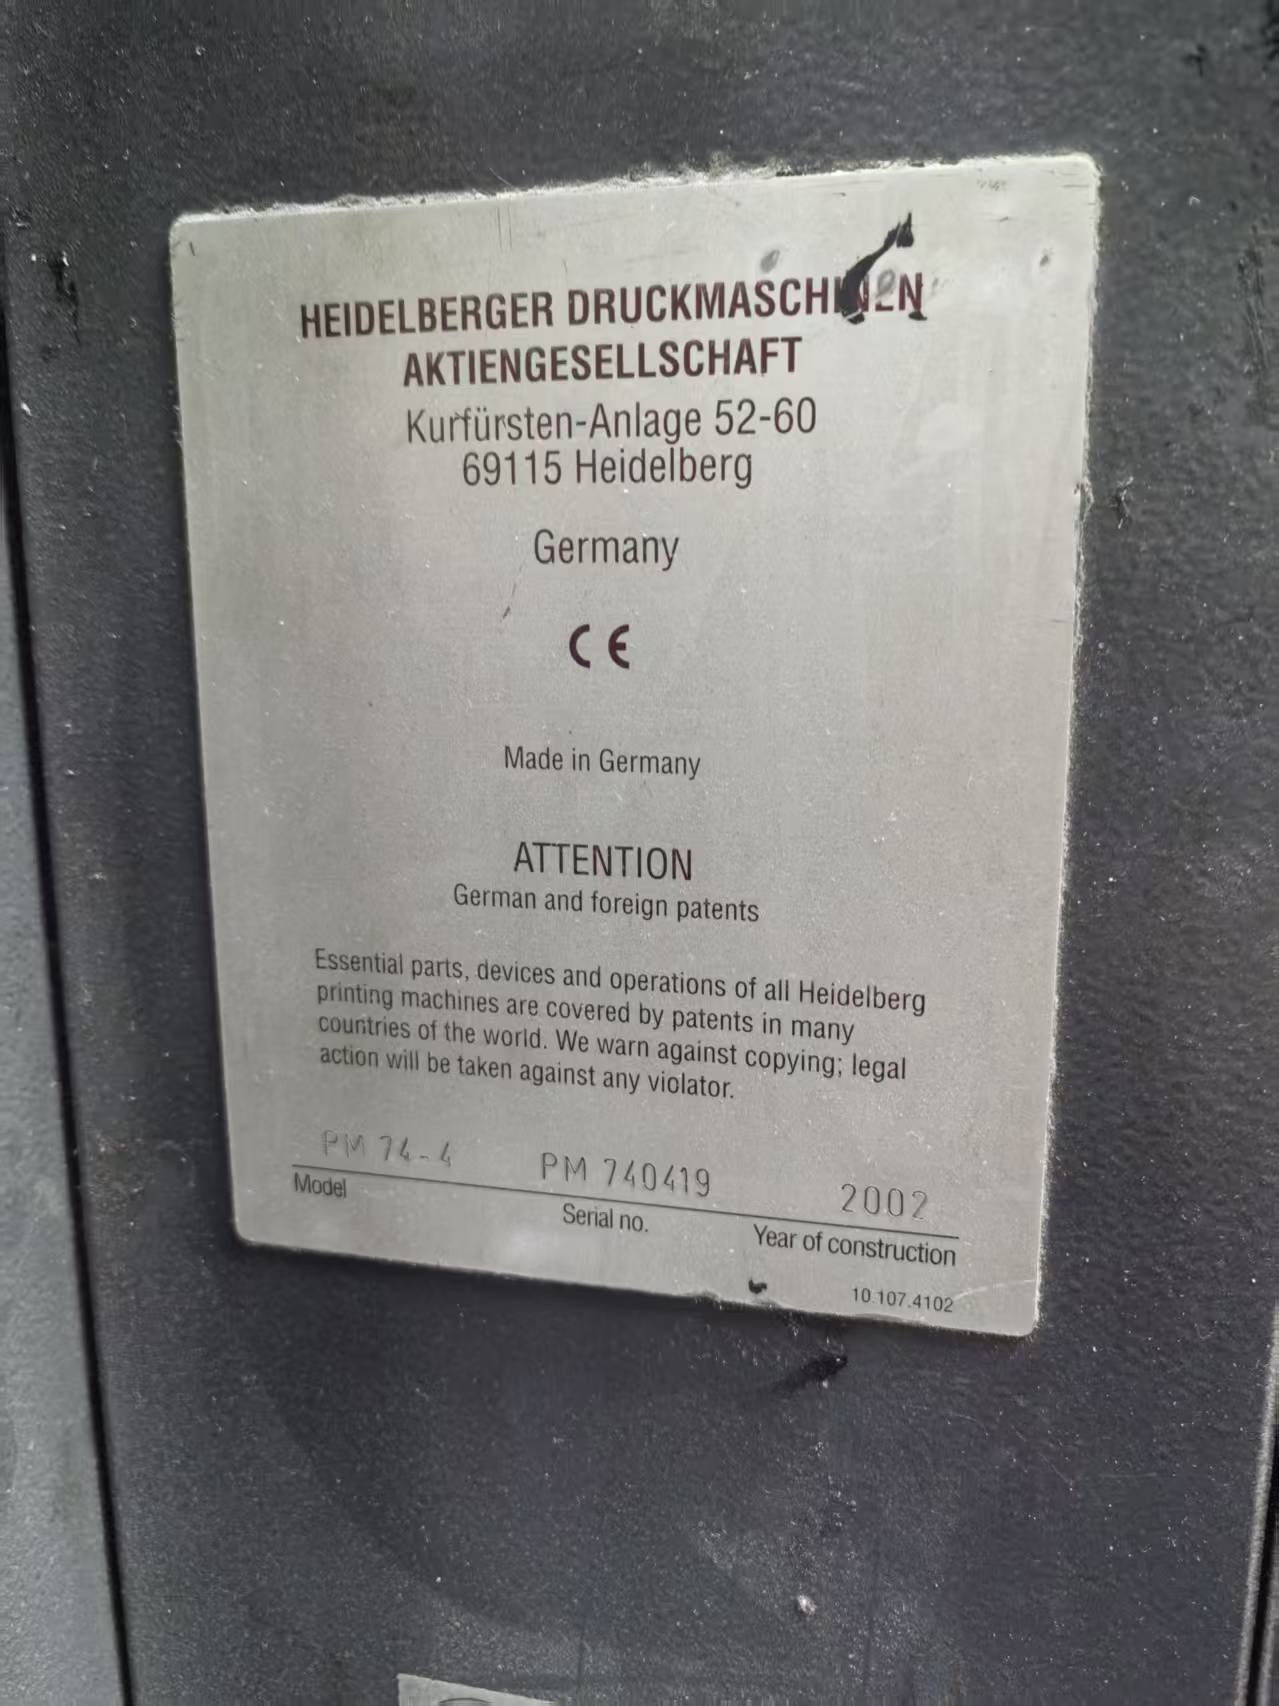 HEIDELBERGER DRUCKMASCHINEN
AKTIENGESELLSCHAFT
Kurfürsten-Anlage 52-60
69115 Heidelberg
Germany
CE
Made in Germany
ATTENTION
German and foreign patents
Essential parts, devices and operations of all Heidelberg
printing machines are covered by patents in many
countries of the world. We warn against copying; legal
action will be taken against any violator.
PM 74-4 PM 740419 2002
Model Serial no. Year of construction
10.107.4102